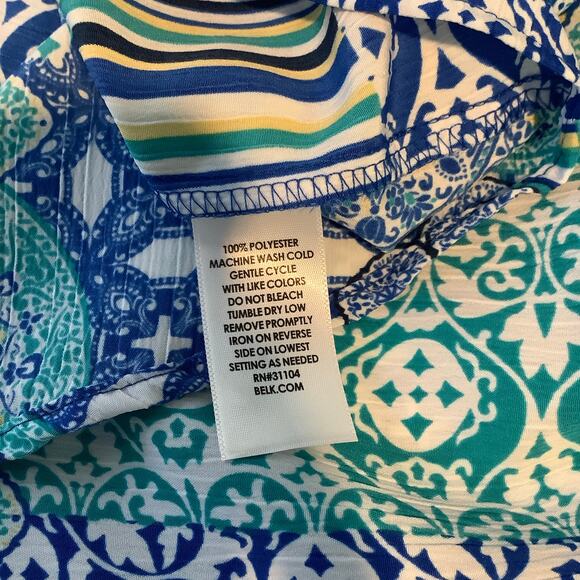 100% POLYESTER
MACHINE WASH COLD
GENTLE CYCLE
WITH LIKE COLORS
DO NOT BLEACH
TUMBLE DRY LOW
REMOVE PROMPTLY
IRON ON REVERSE
SIDE ON LOWEST
SETTING AS NEEDED
RN#31104
BELK.COM